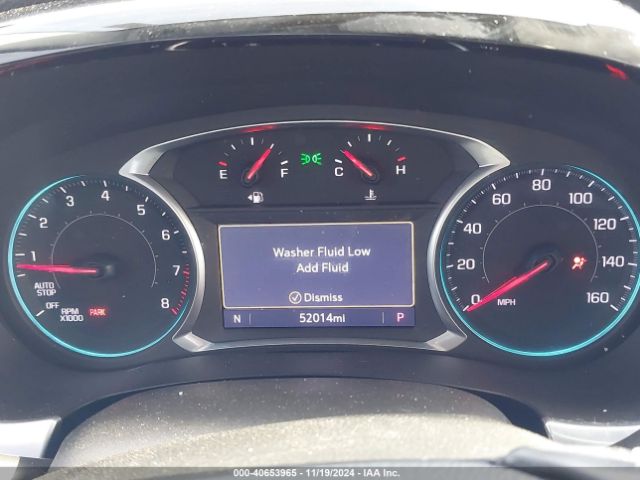 E F
C H
1 2 3 4 5 6 7 8
AUTO
STOP
OFF
RPM
X1000
PARK
Washer Fluid Low
Add Fluid
Dismiss
N 52014mi P
0 20 40 60 80 100 120 140 160
MPH
000-40653965 - 11/19/2024 - IAA Inc.